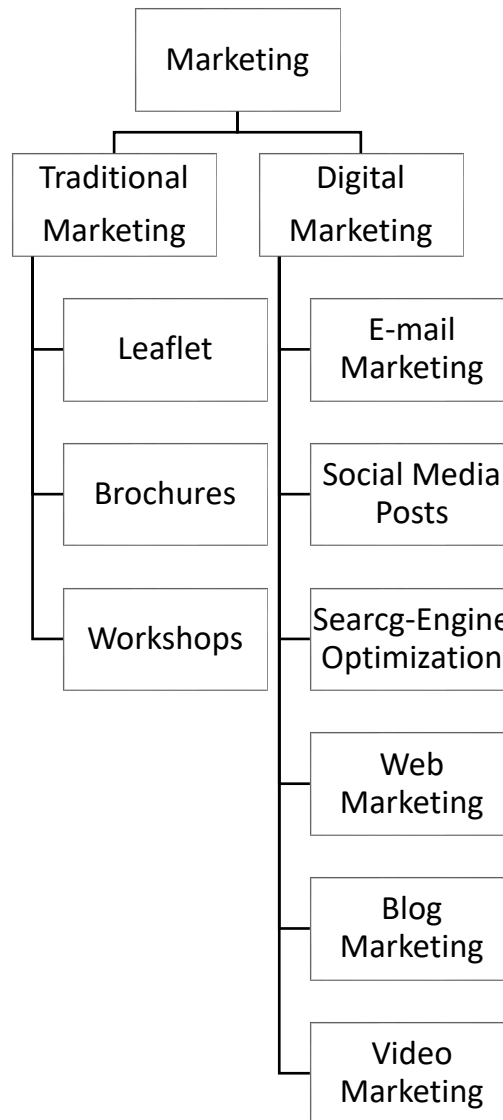 Marketing
Traditional
Marketing
Digital
Marketing
Leaflet
Brochures
Workshops
E-mail
Marketing
Social Media
Posts
Searcg-Engine
Optimization
Web
Marketing
Blog
Marketing
Video
Marketing